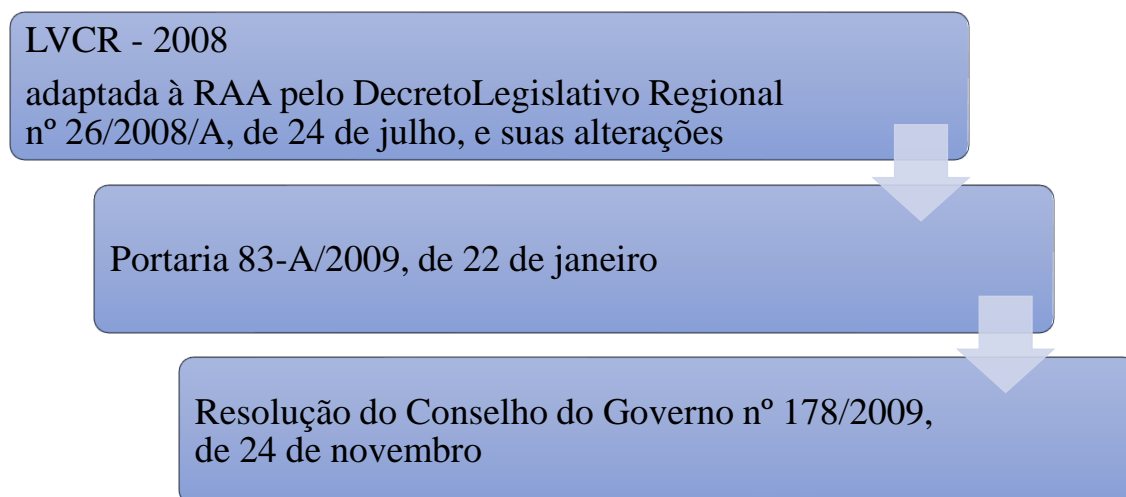 LVCR - 2008
adaptada à RAA pelo DecretoLegislativo Regional
nº 26/2008/A, de 24 de julho, e suas alterações
Portaria 83-A/2009, de 22 de janeiro
Resolução do Conselho do Governo nº 178/2009,
de 24 de novembro